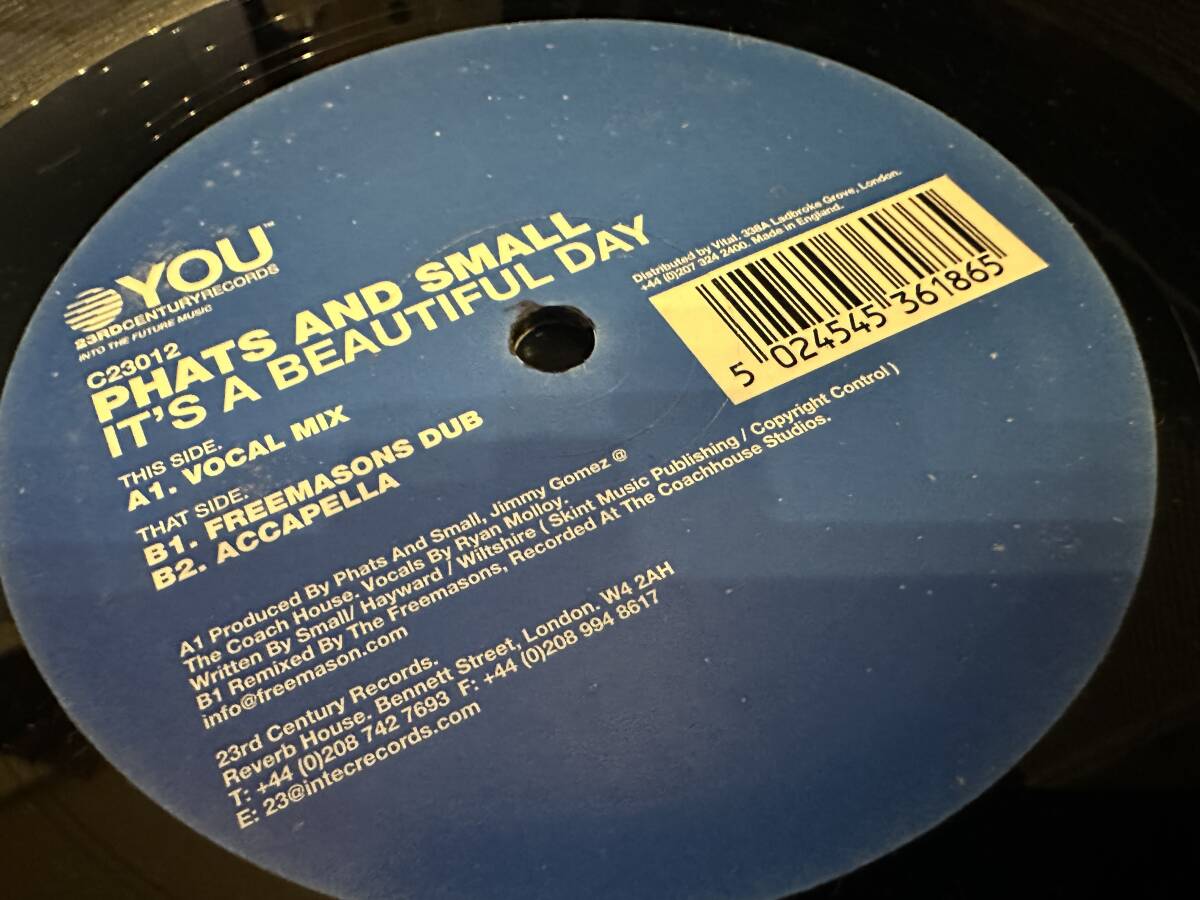 YOU™
23RDCENTURYRECORDS
INTO THE FUTURE MUSIC
C23012
PHATS AND SMALL
IT'S A BEAUTIFUL DAY
THIS SIDE.
A1. VOCAL MIX
THAT SIDE.
B1. FREEMASONS DUB
B2. ACCAPELLA
A1 Produced By Phats And Small, Jimmy Gomez @
The Coach House. Vocals By Ryan Molloy.
Written By Small/ Hayward / Wiltshire ( Skint Music Publishing / Copyright Control )
B1 Remixed By The Freemasons, Recorded At The Coachhouse Studios.
info@freemason.com
23rd Century Records.
Reverb House. Bennett Street, London. W4 2AH
T: +44 (0)208 742 7693 F: +44 (0)208 994 8617
E: 23@intecrecords.com
Distributed by Vital, 338A Ladbroke Grove, London.
+44 (0)207 324 2400. Made in England.
5 024545 361865